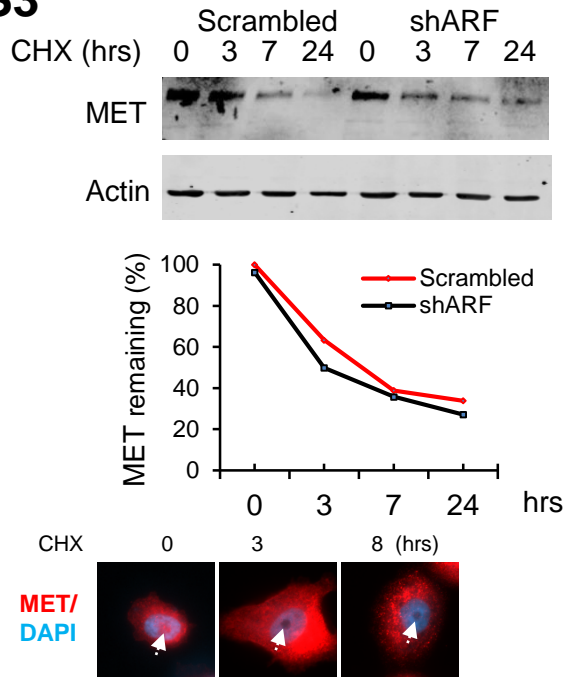 Scrambled shARF
CHX (hrs) 0 3 7 24 0 3 7 24
MET
Actin
MET remaining (%)
100
80
60
40
20
0
Scrambled
shARF
0 3 7 24 hrs
CHX 0 3 8 (hrs)
MET/
DAPI